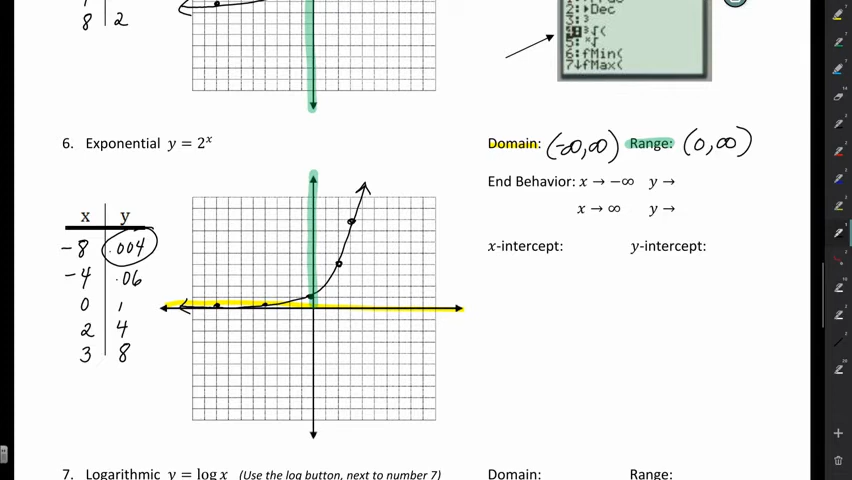 8 2
2:▸Dec
3:³
4:³√(
5:ˣ√
6:fMin(
7↓fMax(
6. Exponential y = 2ˣ
Domain: (-∞,∞) Range: (0,∞)
End Behavior: x → −∞ y →
x → ∞ y →
x-intercept: y-intercept:
x y
-8 .004
-4 .06
0 1
2 4
3 8
7. Logarithmic y = log x (Use the log button, next to number 7)
Domain: Range: